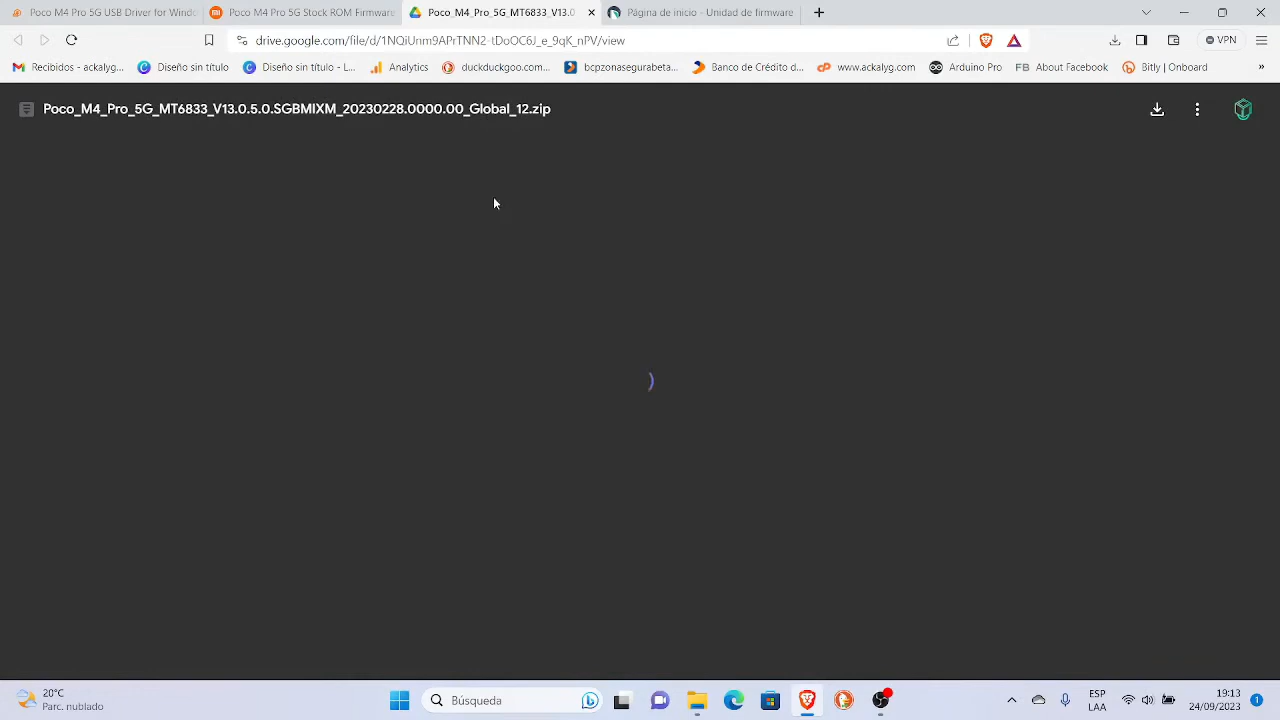 Poco M4 Pro 5G USB Driver for Windo
Poco M4 Pro 5G Stock ROM Firmware
Poco_M4_Pro_5G_MT6833_V13.0
Página de inicio - Unidad de firmware
drive.google.com/file/d/1NQiUnm9APrTNN2-tDoOC6J_e_9qK_nPV/view
VPN
Recibidos - ackalyg...
Diseño sin título
Diseño sin título - L...
Analytics
duckduckgoo.com...
bcpzonasegurabeta...
Banco de Crédito d...
www.ackalyg.com
Arduino Pro
FB
About Facebook
Bitly | Onboard
Poco_M4_Pro_5G_MT6833_V13.0.5.0.SGBMIXM_20230228.0000.00_Global_12.zip
20°C
Parc. nublado
Búsqueda
ESP
LAA
19:13
24/09/2023
1